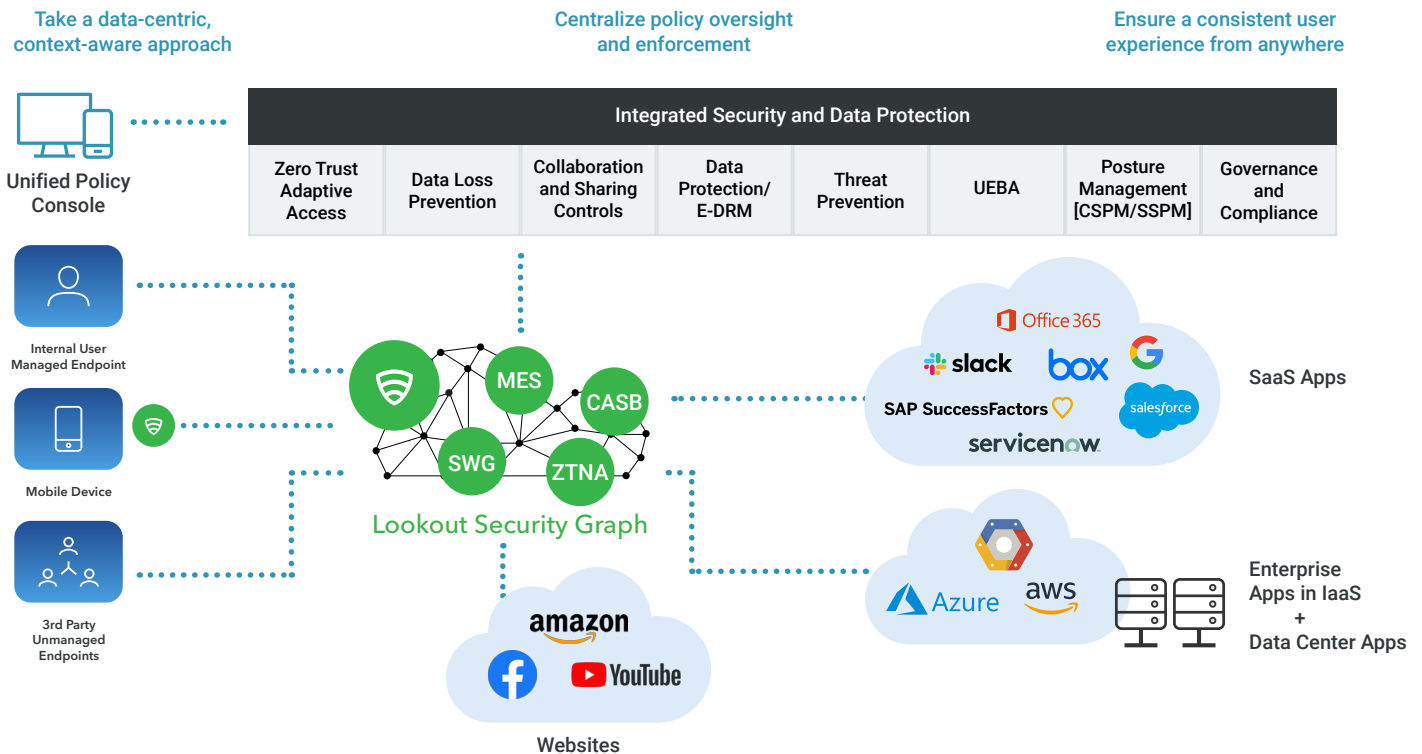 Take a data-centric,
context-aware approach
Centralize policy oversight
and enforcement
Ensure a consistent user
experience from anywhere
Unified Policy
Console
Integrated Security and Data Protection
Zero Trust
Adaptive
Access
Data Loss
Prevention
Collaboration
and Sharing
Controls
Data
Protection/
E-DRM
Threat
Prevention
UEBA
Posture
Management
[CSPM/SSPM]
Governance
and
Compliance
Internal User
Managed Endpoint
Mobile Device
3rd Party
Unmanaged
Endpoints
MES
CASB
SWG
ZTNA
Lookout Security Graph
Office 365
slack
box
G
SAP SuccessFactors
salesforce
servicenow
SaaS Apps
Azure
aws
Enterprise
Apps in IaaS
+
Data Center Apps
amazon
f
YouTube
Websites